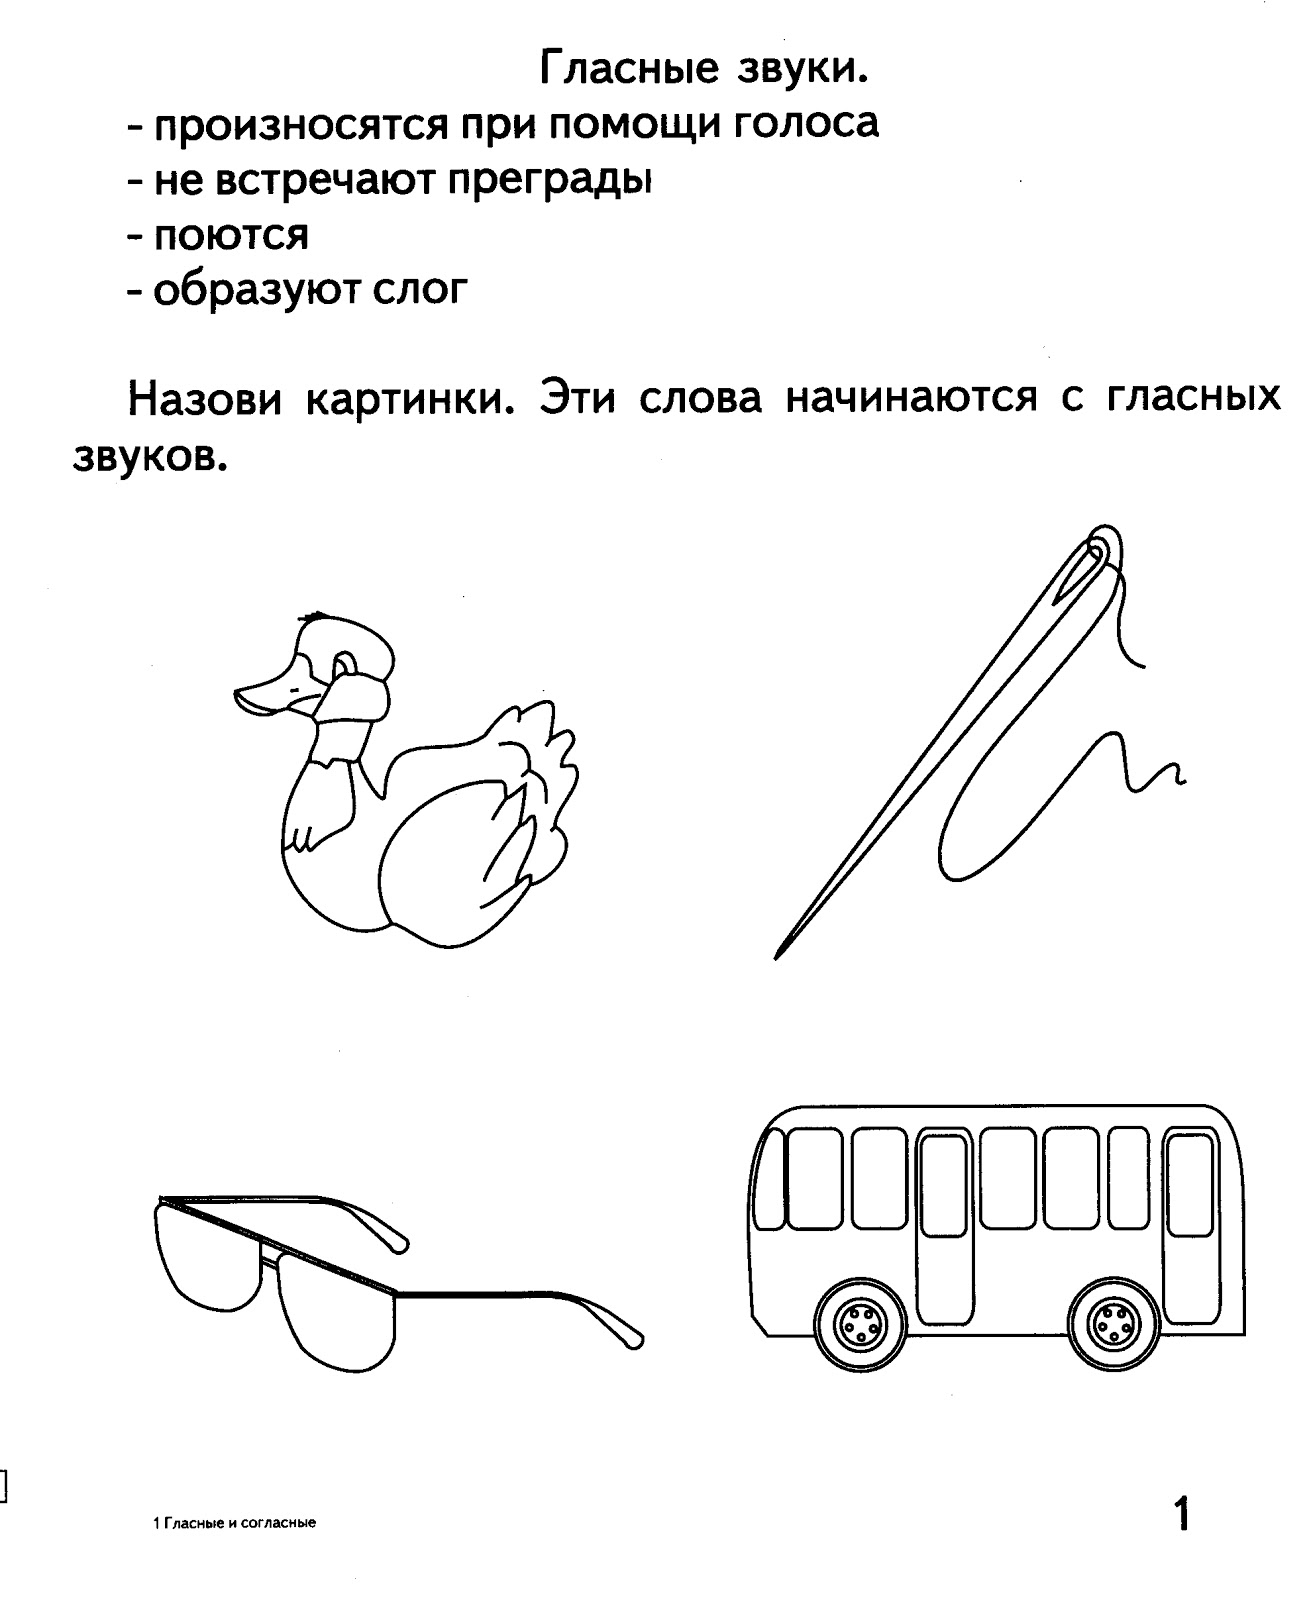 Гласные звуки.
- произносятся при помощи голоса
- не встречают преграды
- поются
- образуют слог
Назови картинки. Эти слова начинаются с гласных
звуков.
1 Гласные и согласные
1